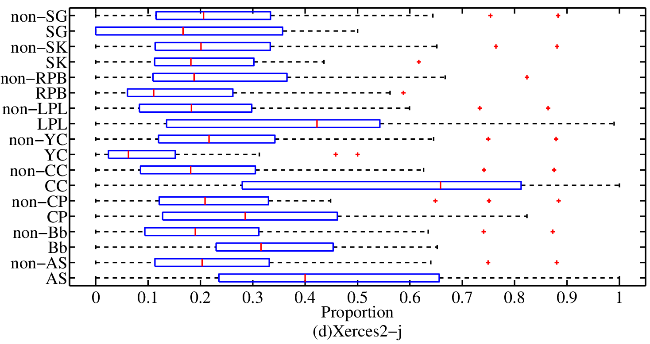 non−SG
SG
non−SK
SK
non−RPB
RPB
non−LPL
LPL
non−YC
YC
non−CC
CC
non−CP
CP
non−Bb
Bb
non−AS
AS
0 0.1 0.2 0.3 0.4 0.5 0.6 0.7 0.8 0.9 1
Proportion
(d)Xerces2−j